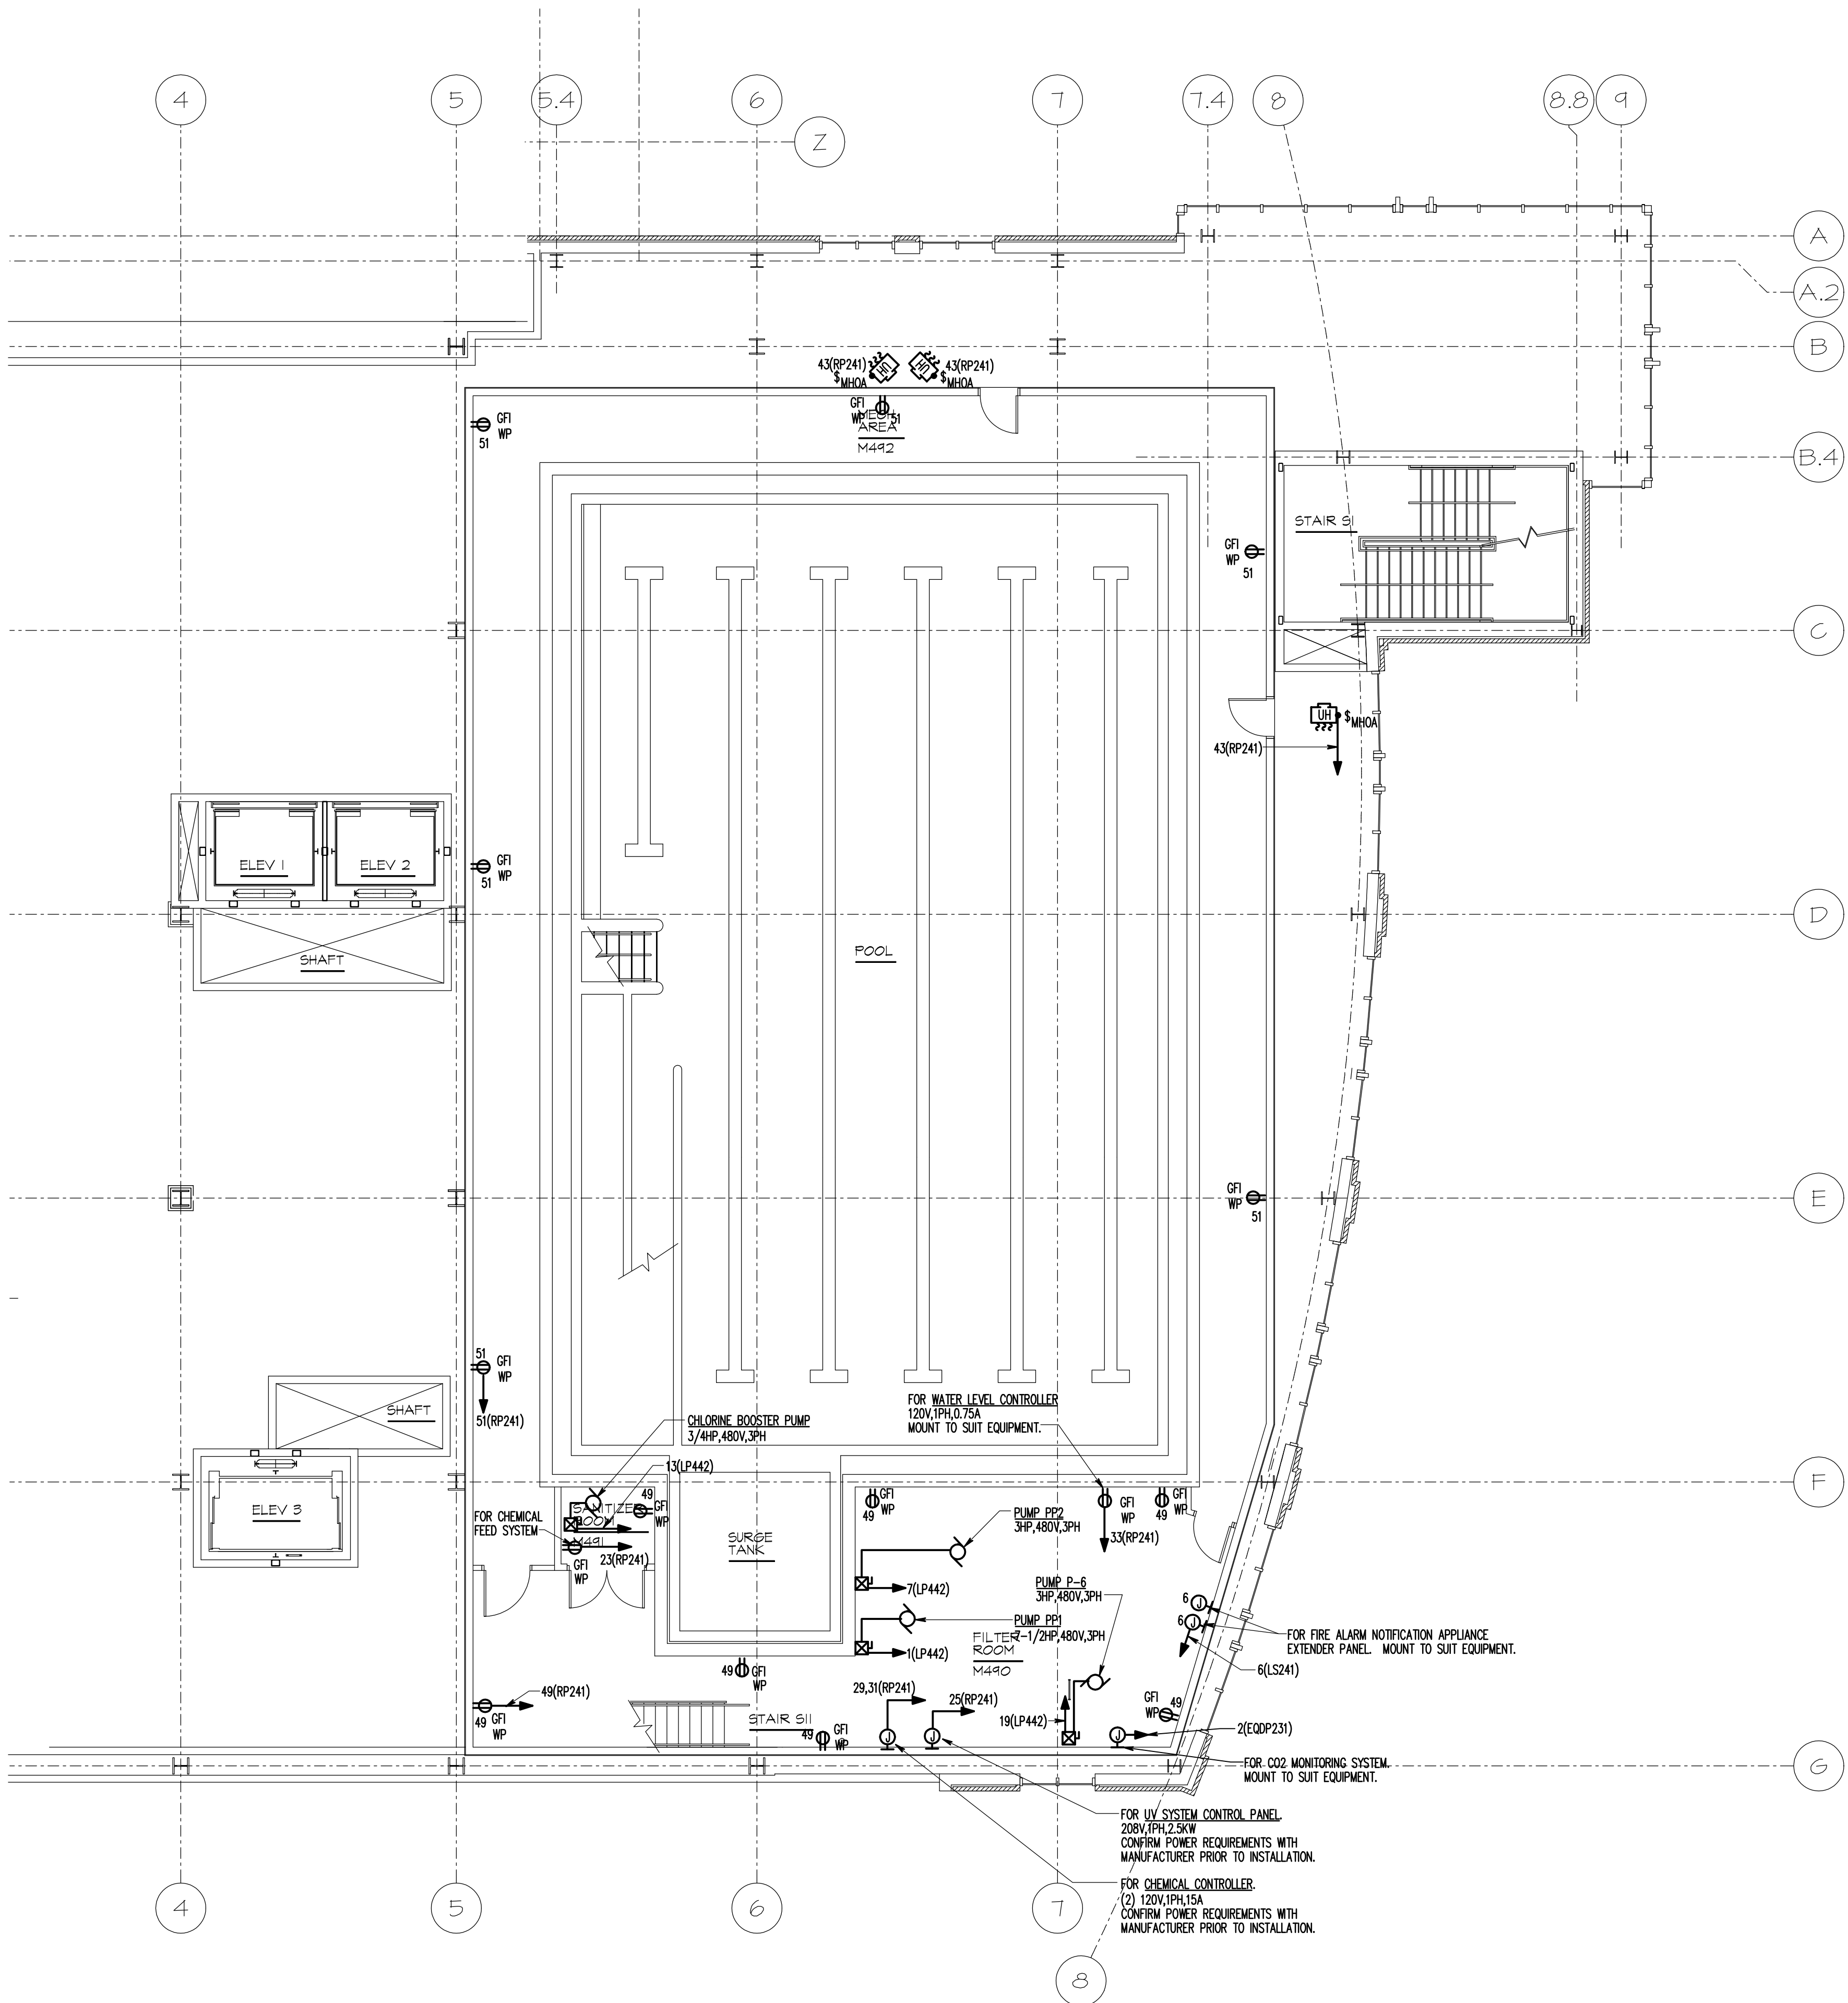 4
5
5.4
6
7
7.4
8
8.8
9
Z
A
A.2
B
43(RP241)
$MHOA
UH
UH
43(RP241)
$MHOA
GFI
WP
51
MECH
AREA
M492
GFI
WP
51
B.4
STAIR S1
GFI
WP
51
C
UH
$MHOA
43(RP241)
ELEV 1
ELEV 2
GFI
WP
51
D
SHAFT
POOL
GFI
WP
51
E
51
GFI
WP
51(RP241)
SHAFT
CHLORINE BOOSTER PUMP
3/4HP,480V,3PH
FOR WATER LEVEL CONTROLLER
120V,1PH,0.75A
MOUNT TO SUIT EQUIPMENT.
13(LP442)
F
ELEV 3
FOR CHEMICAL
FEED SYSTEM
SANITIZER
ROOM
M491
49
GFI
WP
GFI
WP
23(RP241)
SURGE
TANK
GFI
WP
49
PUMP PP2
3HP,480V,3PH
GFI
WP
33(RP241)
GFI
WP
49
7(LP442)
PUMP P-6
3HP,480V,3PH
PUMP PP1
7-1/2HP,480V,3PH
1(LP442)
FILTER
ROOM
M490
6
J
6
J
FOR FIRE ALARM NOTIFICATION APPLIANCE
EXTENDER PANEL. MOUNT TO SUIT EQUIPMENT.
6(LS241)
49
GFI
WP
49(RP241)
49
GFI
WP
STAIR S11
49
GFI
WP
29,31(RP241)
J
25(RP241)
J
19(LP442)
GFI
WP
49
J
2(EQDP231)
FOR CO2 MONITORING SYSTEM.
MOUNT TO SUIT EQUIPMENT.
G
FOR UV SYSTEM CONTROL PANEL.
208V,1PH,2.5KW
CONFIRM POWER REQUIREMENTS WITH
MANUFACTURER PRIOR TO INSTALLATION.
FOR CHEMICAL CONTROLLER.
(2) 120V,1PH,15A
CONFIRM POWER REQUIREMENTS WITH
MANUFACTURER PRIOR TO INSTALLATION.
4
5
6
7
8